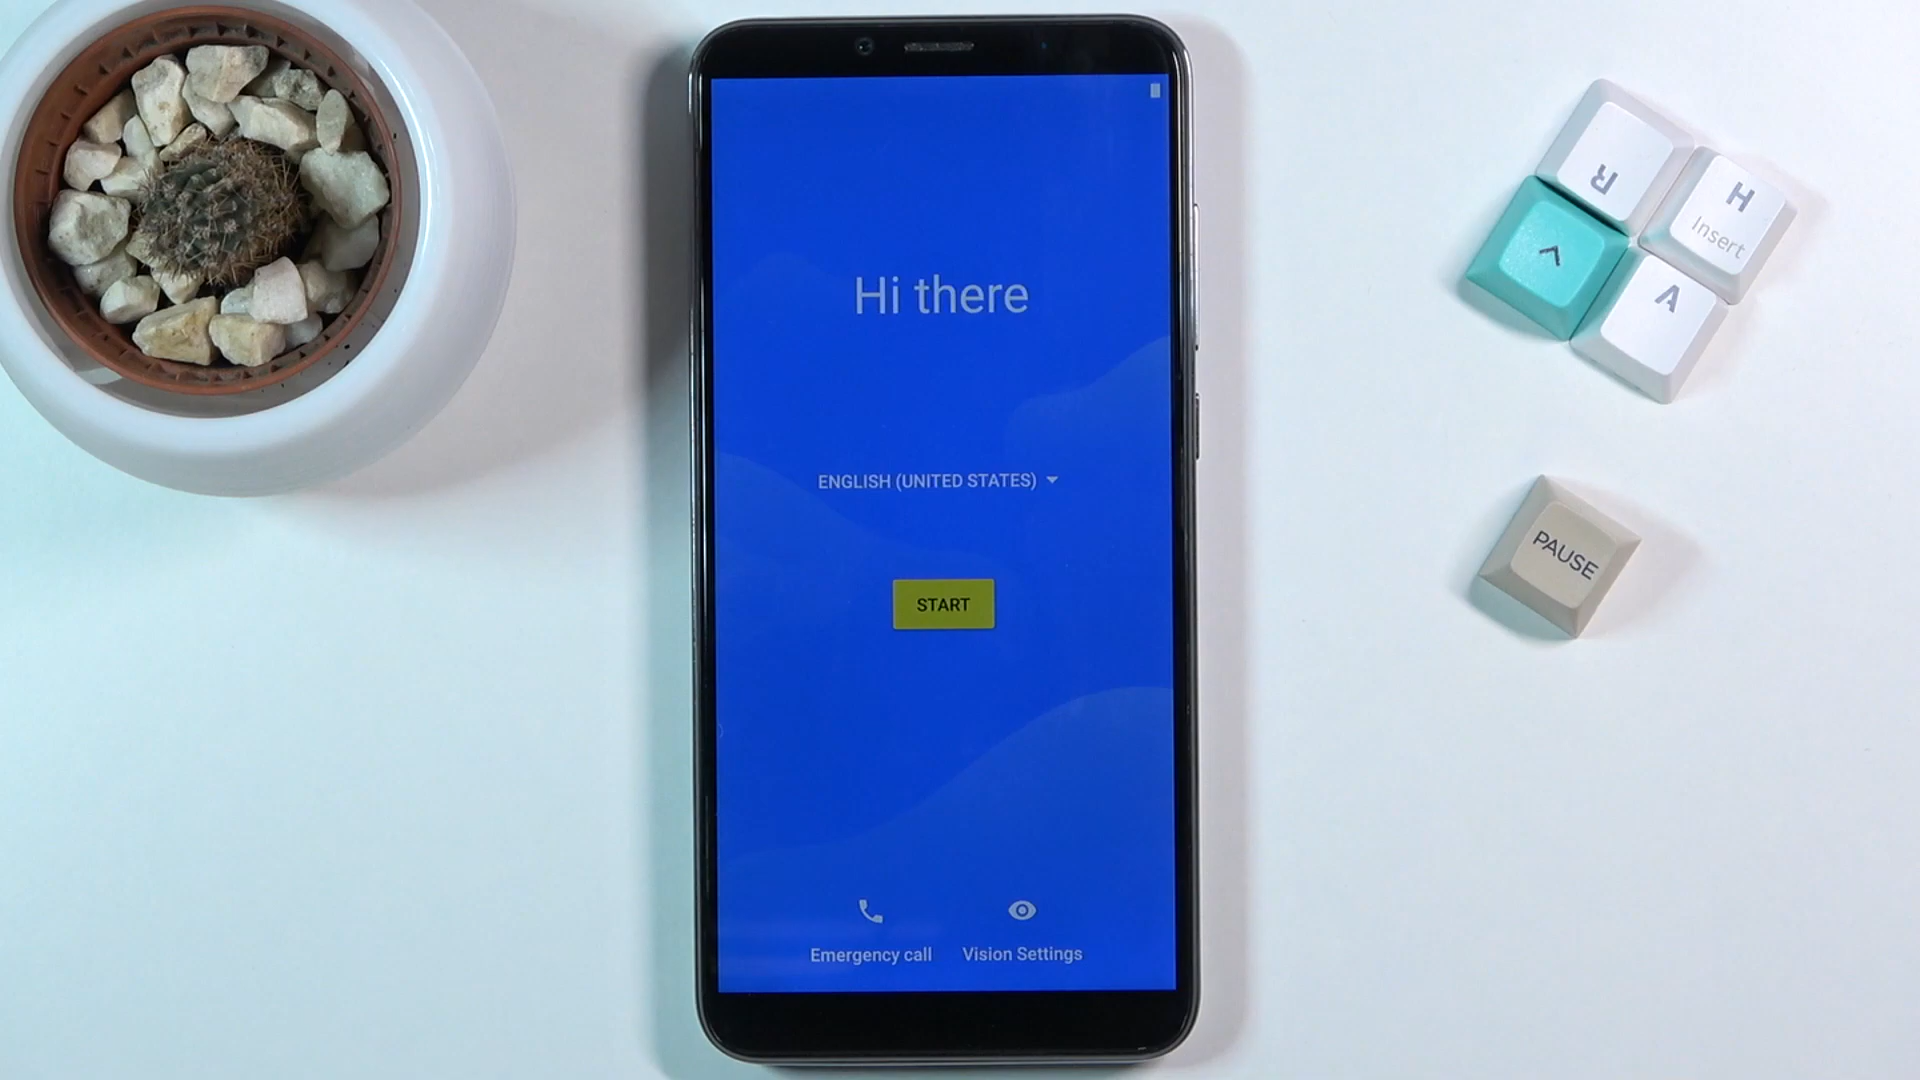 Hi there
ENGLISH (UNITED STATES)
START
Emergency call
Vision Settings
R
H
Insert
A
PAUSE